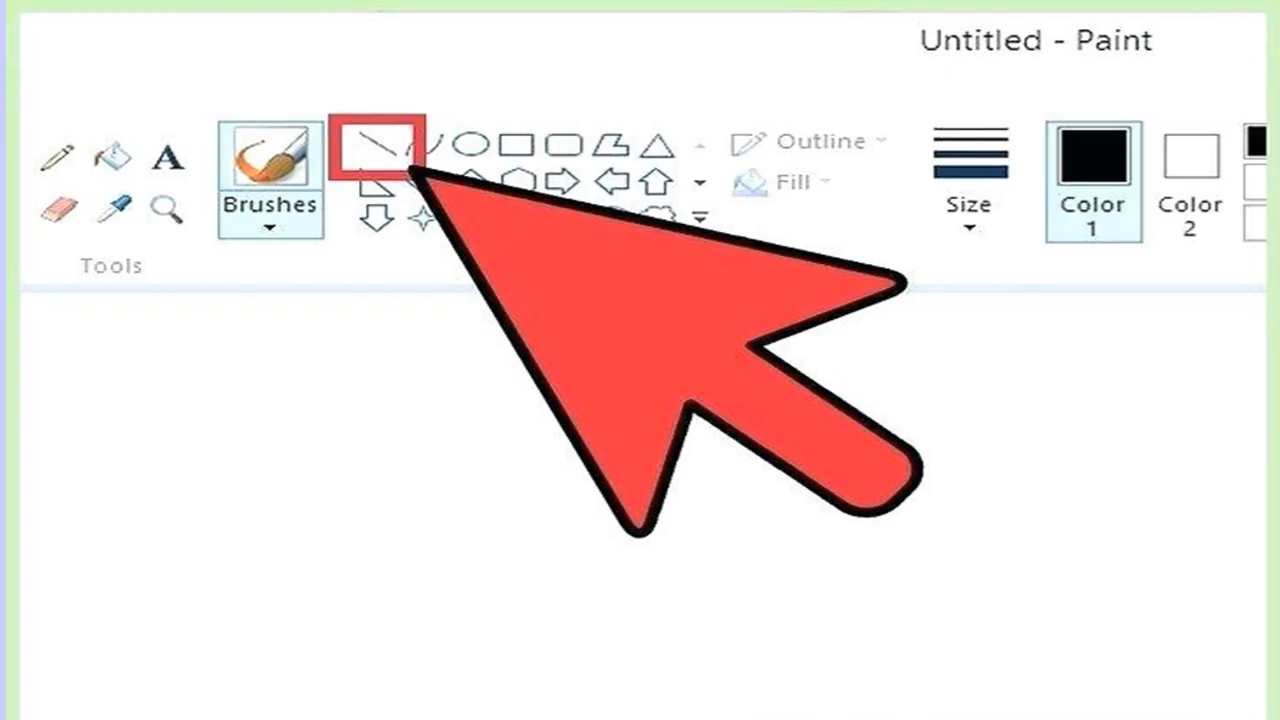 Untitled - Paint
A
Outline
Fill
Brushes
Size
Color
1
Color
2
Tools